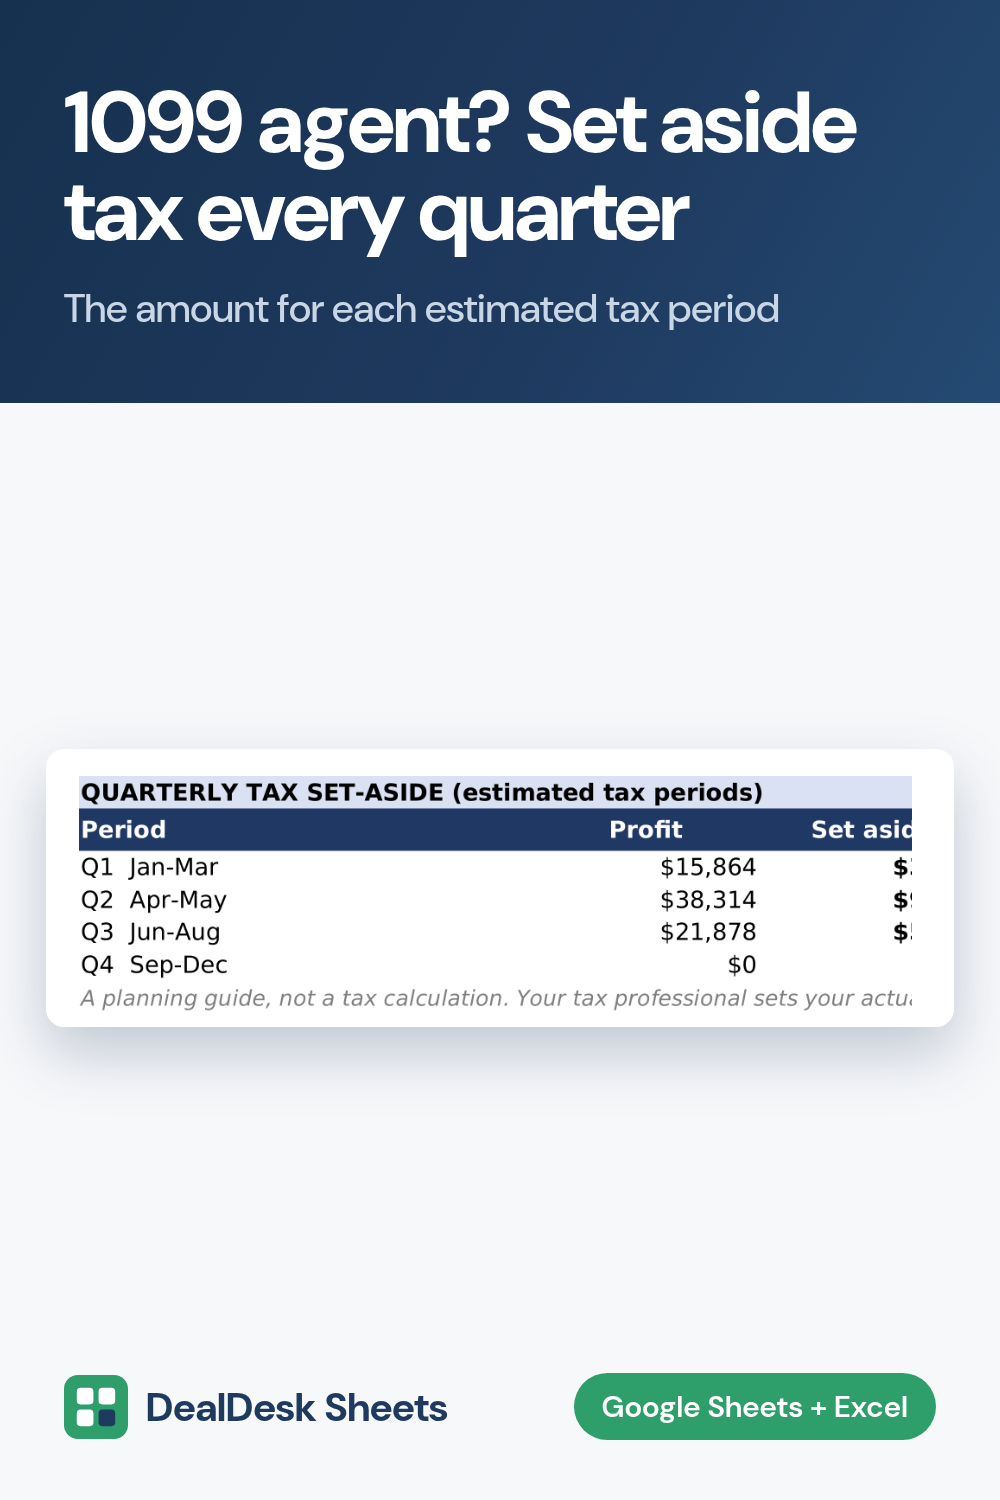 1099 agent? Set aside
tax every quarter
The amount for each estimated tax period
QUARTERLY TAX SET-ASIDE (estimated tax periods)
Period Profit Set
Q1 Jan-Mar $15,864
Q2 Apr-May $38,314
Q3 Jun-Aug $21,878
Q4 Sep-Dec $0
A planning guide, not a tax calculation. Your tax professional sets your
DealDesk Sheets
Google Sheets + Excel